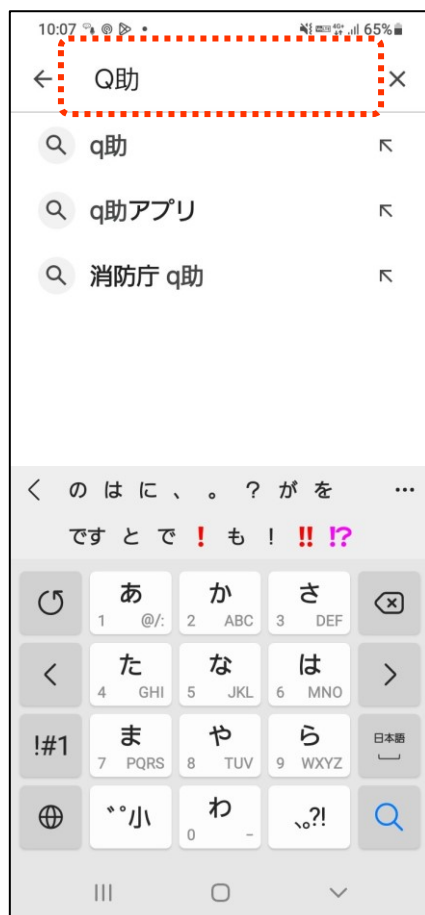 10:07 65%
Q助
q助
q助アプリ
消防庁 q助
の は に 、 。 ? が を …
です と で ❗ も ! ‼ ⁉
あ か さ
1 @/: 2 ABC 3 DEF
た な は
4 GHI 5 JKL 6 MNO
!#1 ま や ら 日本語
7 PQRS 8 TUV 9 WXYZ
゛゜小 わ 、。?!
0 -